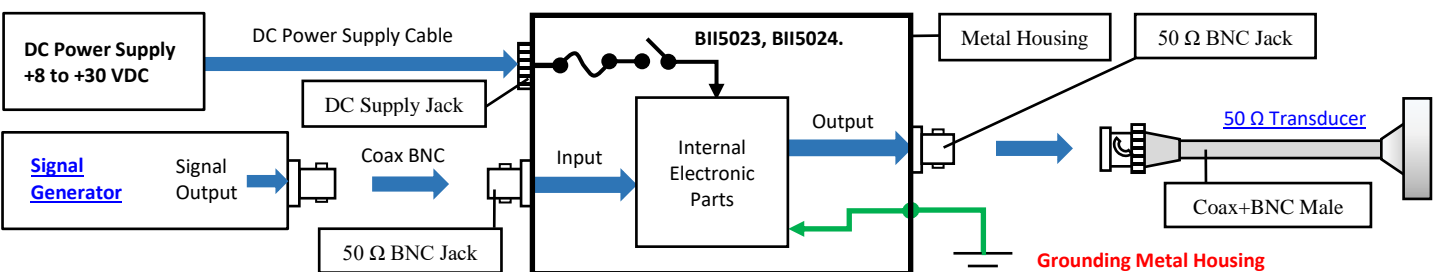 DC Power Supply
+8 to +30 VDC
DC Power Supply Cable
DC Supply Jack
BII5023, BII5024.
Metal Housing
50 Ω BNC Jack
Signal
Generator
Signal
Output
Coax BNC
50 Ω BNC Jack
Input
Internal
Electronic
Parts
Output
50 Ω Transducer
Coax+BNC Male
Grounding Metal Housing